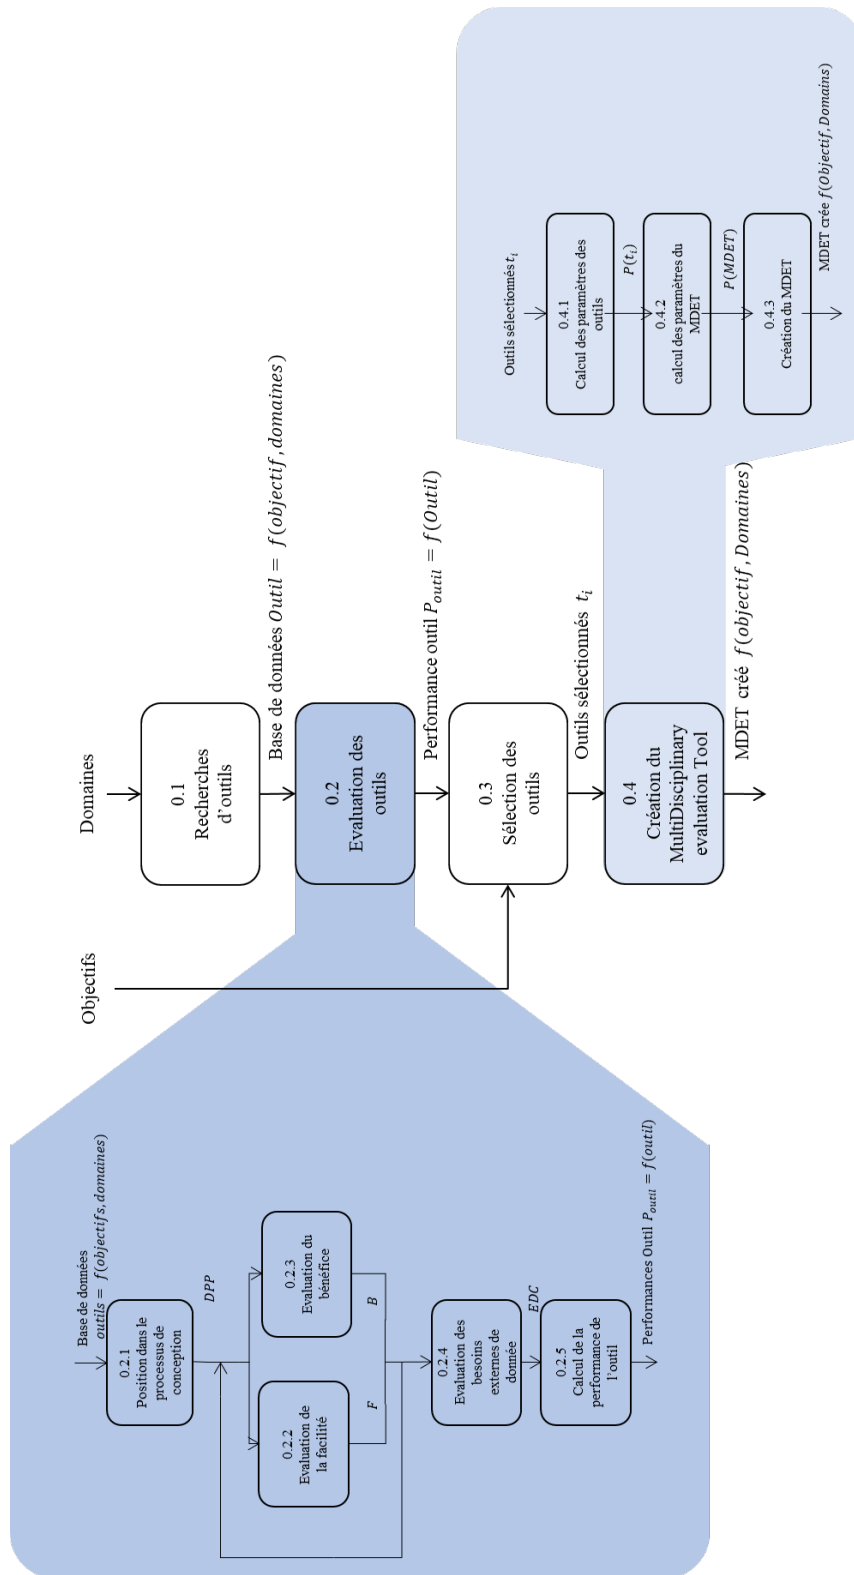 Base de données
outils = f(objectifs, domaines)
0.2.1
Position dans le
processus de
conception
DPP
0.2.2
Evaluation de
la facilité
0.2.3
Evaluation du
bénéfice
F
B
0.2.4
Evaluation des
besoins
externes de
donnée
EDC
0.2.5
Calcul de la
performance de
l'outil
Performances Outil P_outil = f(outil)
Objectifs
Domaines
0.1
Recherches
d'outils
Base de données Outil = f(objectif, domaines)
0.2
Evaluation des
outils
Performance outil P_outil = f(Outil)
0.3
Sélection des
outils
Outils sélectionnés t_i
0.4
Création du
MultiDisciplinary
evaluation Tool
MDET créé f(objectif, Domaines)
Outils sélectionnés t_i
0.4.1
Calcul des paramètres des
outils
P(t_i)
0.4.2
calcul des paramètres du
MDET
P(MDET)
0.4.3
Création du MDET
MDET crée f(Objectif, Domains)